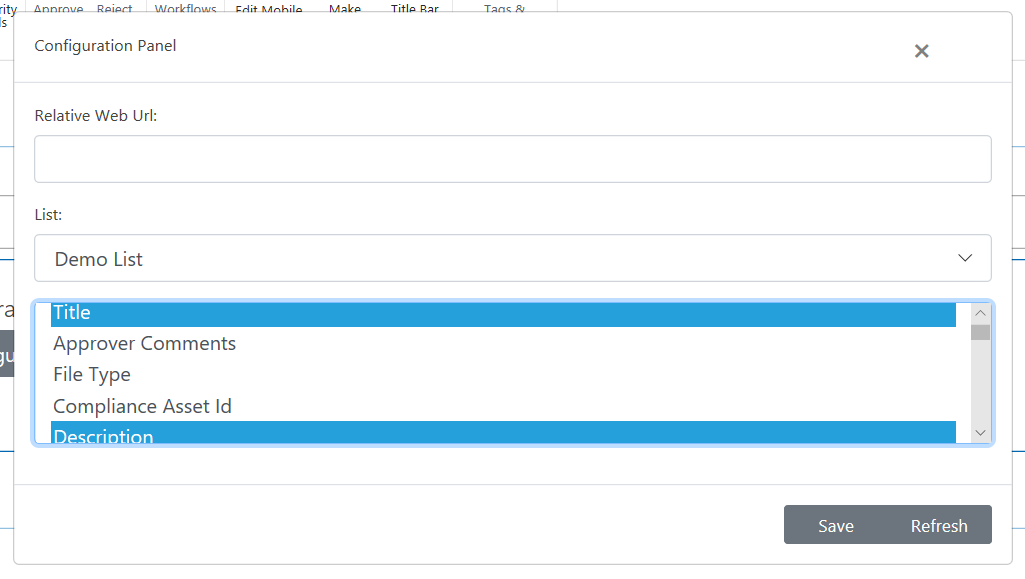 rity Approve Reject Workflows Edit Mobile Make Title Bar Tags &
ls
Configuration Panel
Relative Web Url:
List:
Demo List
ra
Title
Approver Comments
gu
File Type
Compliance Asset Id
Description
Save Refresh